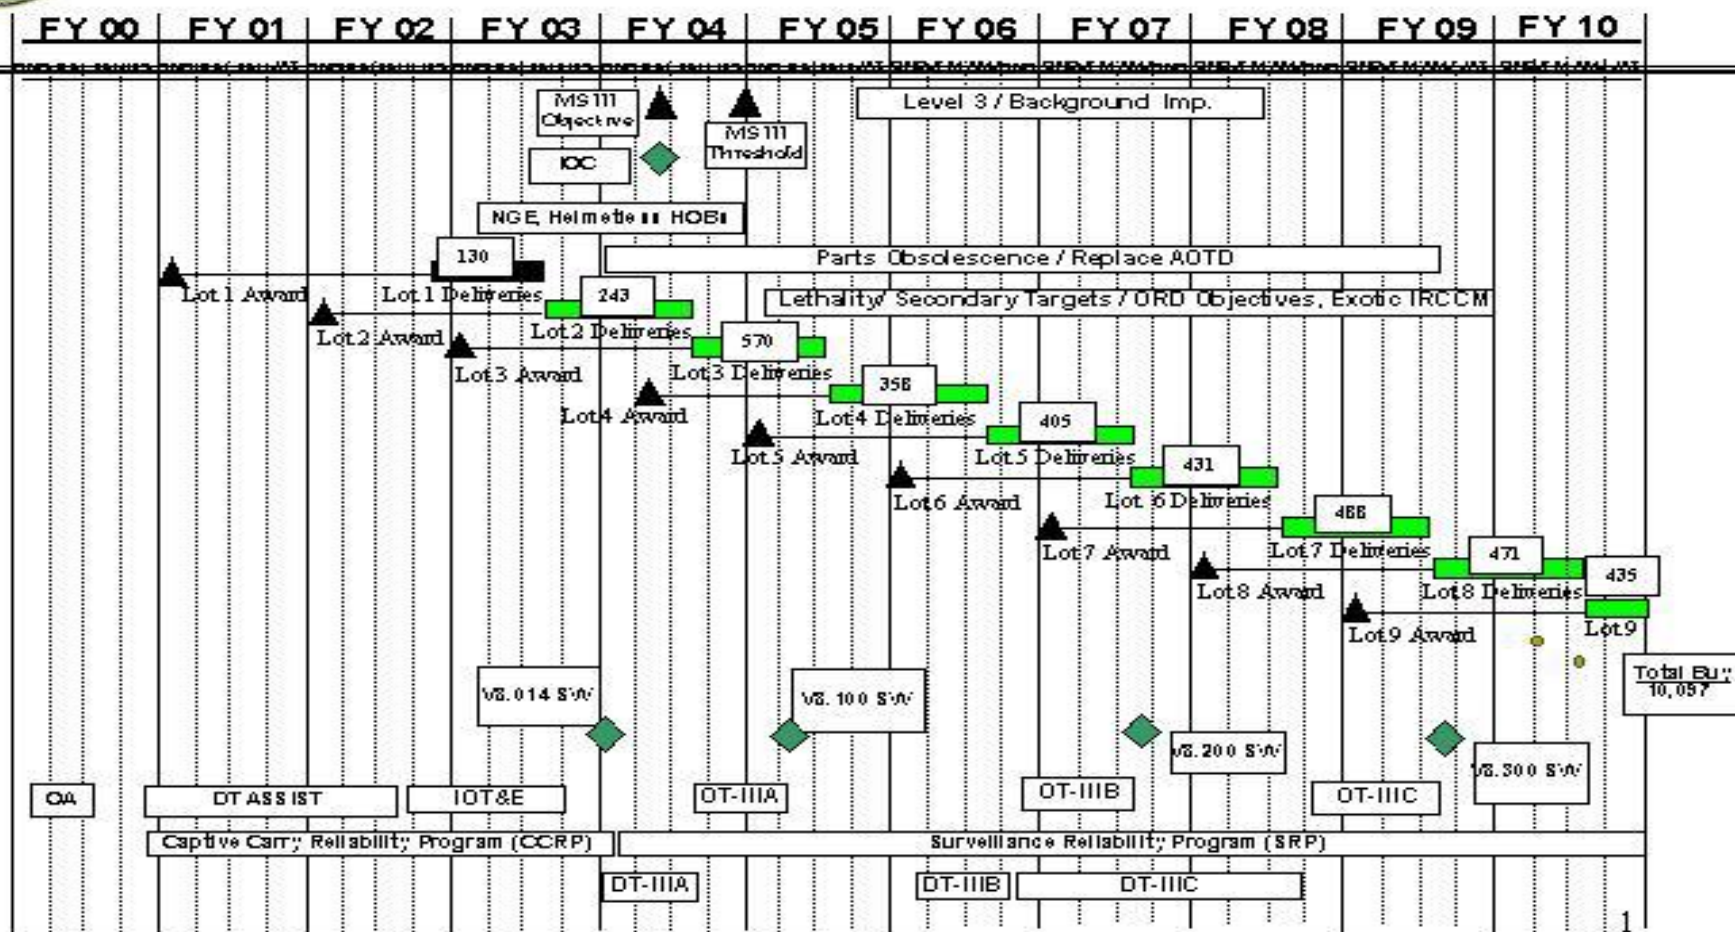 FY 00 FY 01 FY 02 FY 03 FY 04 FY 05 FY 06 FY 07 FY 08 FY 09 FY 10
MS III
Objective
MS III
Threshold
Level 3 / Background Imp.
IOC
NGE, Helmetless HOBs
130
Parts Obsolescence / Replace AOTD
Lot 1 Award
Lot 1 Deliveries
243
Lethality/ Secondary Targets / ORD Objectives, Exotic IRCCM
Lot 2 Award
Lot 2 Deliveries
570
Lot 3 Award
Lot 3 Deliveries
358
Lot 4 Award
Lot 4 Deliveries
405
Lot 5 Award
Lot 5 Deliveries
431
Lot 6 Award
Lot 6 Deliveries
488
Lot 7 Award
Lot 7 Deliveries
471
435
Lot 8 Award
Lot 8 Deliveries
Lot 9 Award
Lot 9
Total Buy
10,097
V8.014 SW
V8.100 SW
V8.200 SW
V8.300 SW
OA
DT ASSIST
IOT&E
OT-IIIA
OT-IIIB
OT-IIIC
Captive Carry Reliability Program (CCRP)
Surveillance Reliability Program (SRP)
DT-IIIA
DT-IIIB
DT-IIIC
1